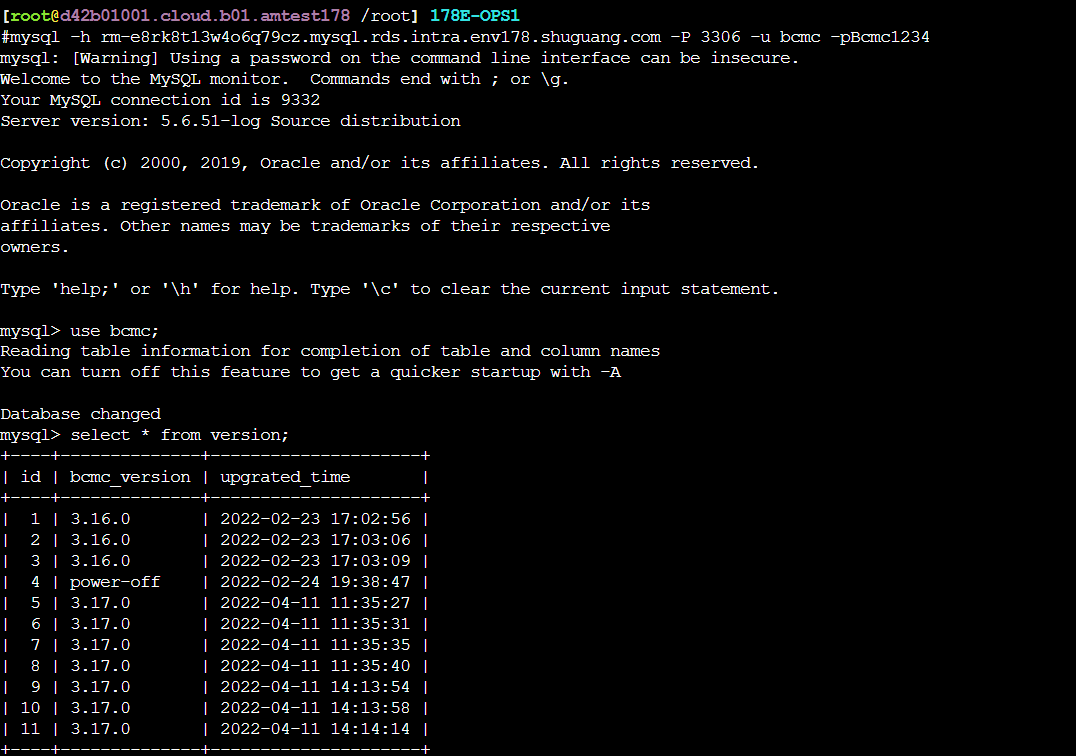 [root@d42b01001.cloud.b01.amtest178 /root] 178E-OPS1
#mysql -h rm-e8rk8t13w4o6q79cz.mysql.rds.intra.env178.shuguang.com -P 3306 -u bcmc -pBcmc1234
mysql: [Warning] Using a password on the command line interface can be insecure.
Welcome to the MySQL monitor.  Commands end with ; or \g.
Your MySQL connection id is 9332
Server version: 5.6.51-log Source distribution
Copyright (c) 2000, 2019, Oracle and/or its affiliates. All rights reserved.
Oracle is a registered trademark of Oracle Corporation and/or its
affiliates. Other names may be trademarks of their respective
owners.
Type 'help;' or '\h' for help. Type '\c' to clear the current input statement.
mysql> use bcmc;
Reading table information for completion of table and column names
You can turn off this feature to get a quicker startup with -A
Database changed
mysql> select * from version;
+----+--------------+---------------------+
| id | bcmc_version | upgrated_time       |
+----+--------------+---------------------+
|  1 | 3.16.0       | 2022-02-23 17:02:56 |
|  2 | 3.16.0       | 2022-02-23 17:03:06 |
|  3 | 3.16.0       | 2022-02-23 17:03:09 |
|  4 | power-off    | 2022-02-24 19:38:47 |
|  5 | 3.17.0       | 2022-04-11 11:35:27 |
|  6 | 3.17.0       | 2022-04-11 11:35:31 |
|  7 | 3.17.0       | 2022-04-11 11:35:35 |
|  8 | 3.17.0       | 2022-04-11 11:35:40 |
|  9 | 3.17.0       | 2022-04-11 14:13:54 |
| 10 | 3.17.0       | 2022-04-11 14:13:58 |
| 11 | 3.17.0       | 2022-04-11 14:14:14 |
+----+--------------+---------------------+